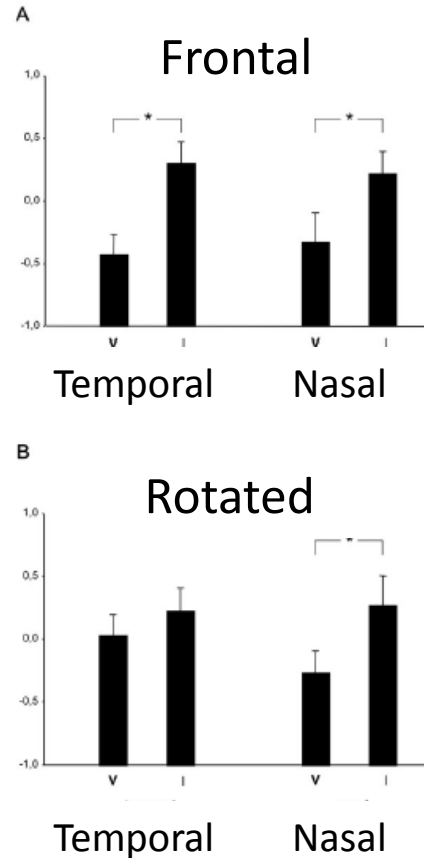 A
Frontal
1,0
0,5
0,0
-0,5
-1,0
* *
V I V I
Temporal Nasal
B
Rotated
1,0
0,5
0,0
-0,5
-1,0
*
V I V I
Temporal Nasal